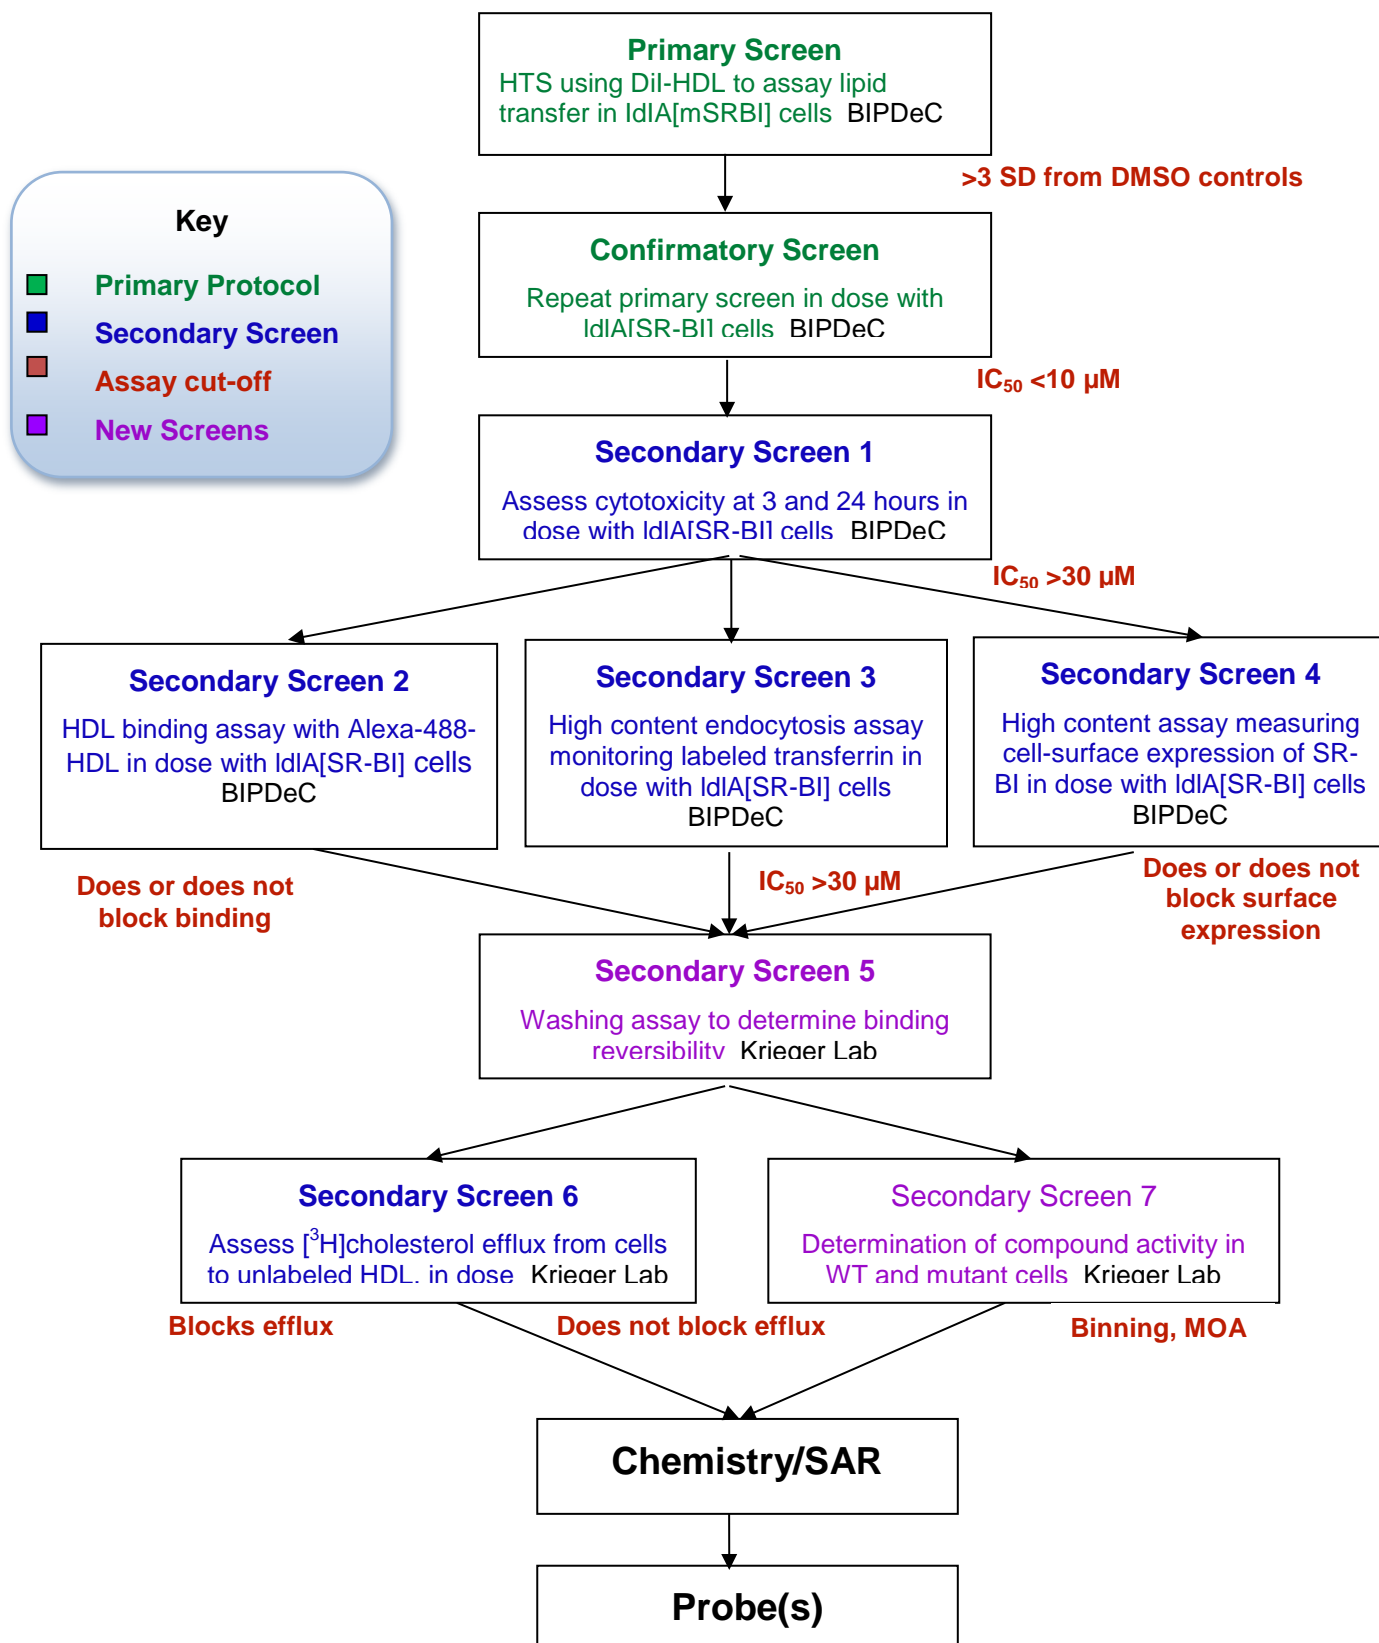 Primary Screen
HTS using DiI-HDL to assay lipid
transfer in ldlA[mSRBI] cells BIPDeC
>3 SD from DMSO controls
Key
Primary Protocol
Secondary Screen
Assay cut-off
New Screens
Confirmatory Screen
Repeat primary screen in dose with
ldlA[SR-BI] cells BIPDeC
IC50 <10 µM
Secondary Screen 1
Assess cytotoxicity at 3 and 24 hours in
dose with ldlA[SR-BI] cells BIPDeC
IC50 >30 µM
Secondary Screen 2
HDL binding assay with Alexa-488-
HDL in dose with ldlA[SR-BI] cells
BIPDeC
Secondary Screen 3
High content endocytosis assay
monitoring labeled transferrin in
dose with ldlA[SR-BI] cells
BIPDeC
Secondary Screen 4
High content assay measuring
cell-surface expression of SR-
BI in dose with ldlA[SR-BI] cells
BIPDeC
Does or does not
block binding
IC50 >30 µM
Does or does not
block surface
expression
Secondary Screen 5
Washing assay to determine binding
reversibility Krieger Lab
Secondary Screen 6
Assess [3H]cholesterol efflux from cells
to unlabeled HDL, in dose Krieger Lab
Secondary Screen 7
Determination of compound activity in
WT and mutant cells Krieger Lab
Blocks efflux
Does not block efflux
Binning, MOA
Chemistry/SAR
Probe(s)